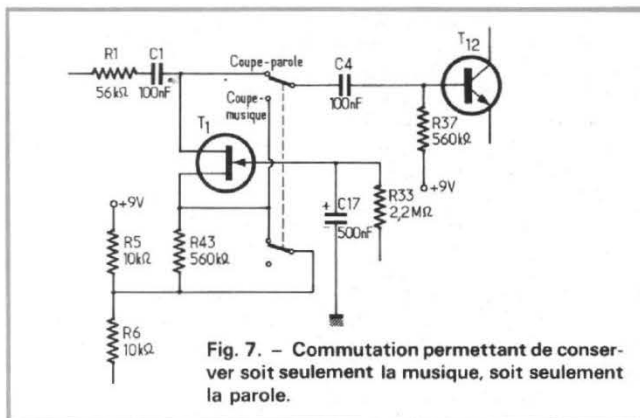 R1
56kΩ
C1
100nF
Coupe-parole
Coupe-
musique
C4
100nF
T12
R37
560kΩ
+9V
T1
+9V
R5
10kΩ
R43
560kΩ
+
C17
500nF
R33
2,2MΩ
R6
10kΩ
Fig. 7. – Commutation permettant de conser-
ver soit seulement la musique, soit seulement
la parole.